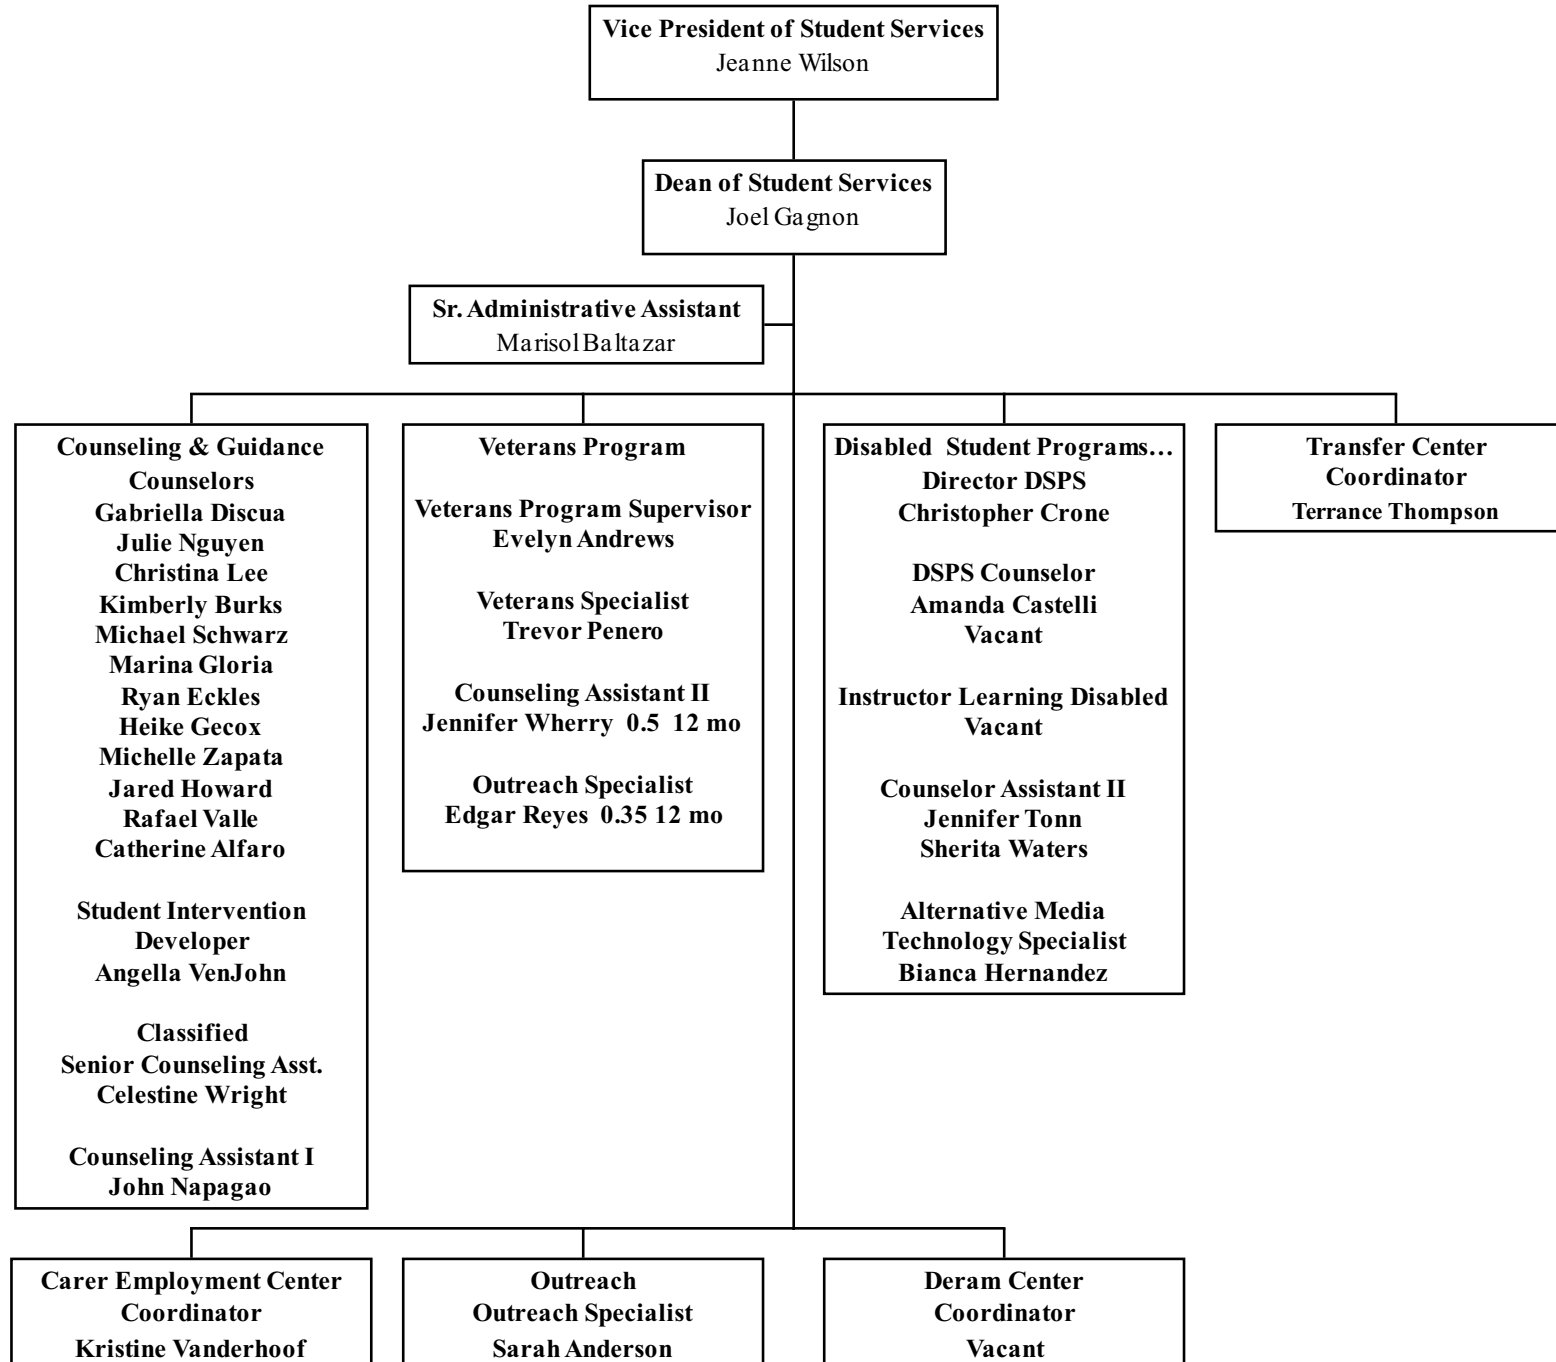 Vice President of Student Services
Jeanne Wilson
Dean of Student Services
Joel Gagnon
Sr. Administrative Assistant
Marisol Baltazar
Counseling & Guidance
Counselors
Gabriella Discua
Julie Nguyen
Christina Lee
Kimberly Burks
Michael Schwarz
Marina Gloria
Ryan Eckles
Heike Gecox
Michelle Zapata
Jared Howard
Rafael Valle
Catherine Alfaro
Student Intervention
Developer
Angella VenJohn
Classified
Senior Counseling Asst.
Celestine Wright
Counseling Assistant I
John Napagao
Veterans Program
Veterans Program Supervisor
Evelyn Andrews
Veterans Specialist
Trevor Penero
Counseling Assistant II
Jennifer Wherry 0.5 12 mo
Outreach Specialist
Edgar Reyes 0.35 12 mo
Disabled Student Programs…
Director DSPS
Christopher Crone
DSPS Counselor
Amanda Castelli
Vacant
Instructor Learning Disabled
Vacant
Counselor Assistant II
Jennifer Tonn
Sherita Waters
Alternative Media
Technology Specialist
Bianca Hernandez
Transfer Center
Coordinator
Terrance Thompson
Carer Employment Center
Coordinator
Kristine Vanderhoof
Outreach
Outreach Specialist
Sarah Anderson
Deram Center
Coordinator
Vacant